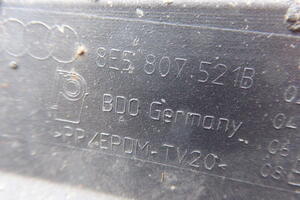 8E5 807 521B
BDO Germany
>PP/EPDM-TV20<